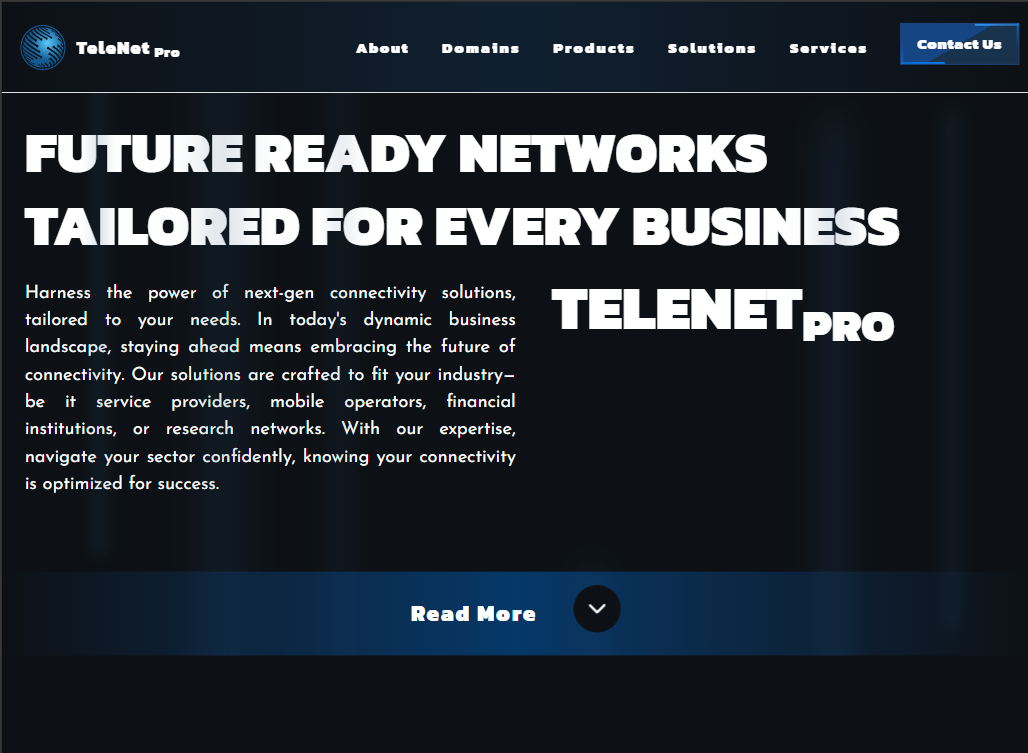 TeleNet Pro
About
Domains
Products
Solutions
Services
Contact Us
FUTURE READY NETWORKS
TAILORED FOR EVERY BUSINESS
Harness the power of next-gen connectivity solutions,
tailored to your needs. In today's dynamic business
landscape, staying ahead means embracing the future of
connectivity. Our solutions are crafted to fit your industry—
be it service providers, mobile operators, financial
institutions, or research networks. With our expertise,
navigate your sector confidently, knowing your connectivity
is optimized for success.
TELENETPRO
Read More